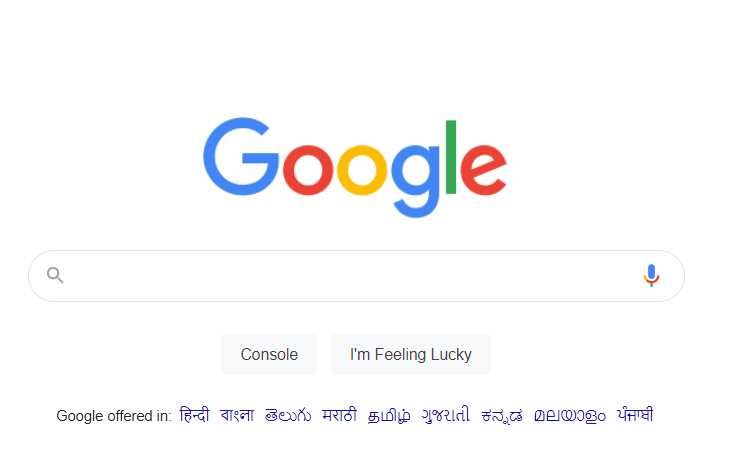 Google
Console I'm Feeling Lucky
Google offered in: हिन्दी বাংলা తెలుగు मराठी தமிழ் ગુજરાતી ಕನ್ನಡ മലയാളം ਪੰਜਾਬੀ